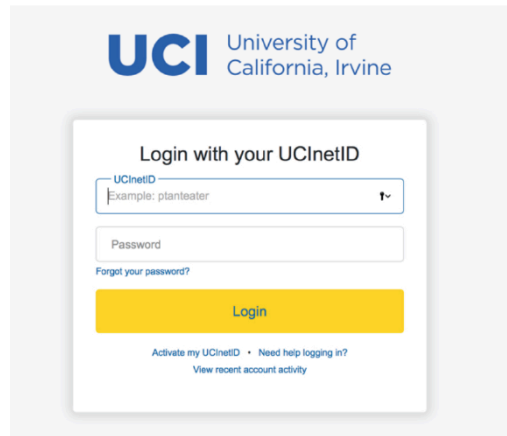 UCI University of
California, Irvine
Login with your UCInetID
UCInetID
Example: ptanteater
Password
Forgot your password?
Login
Activate my UCInetID • Need help logging in?
View recent account activity